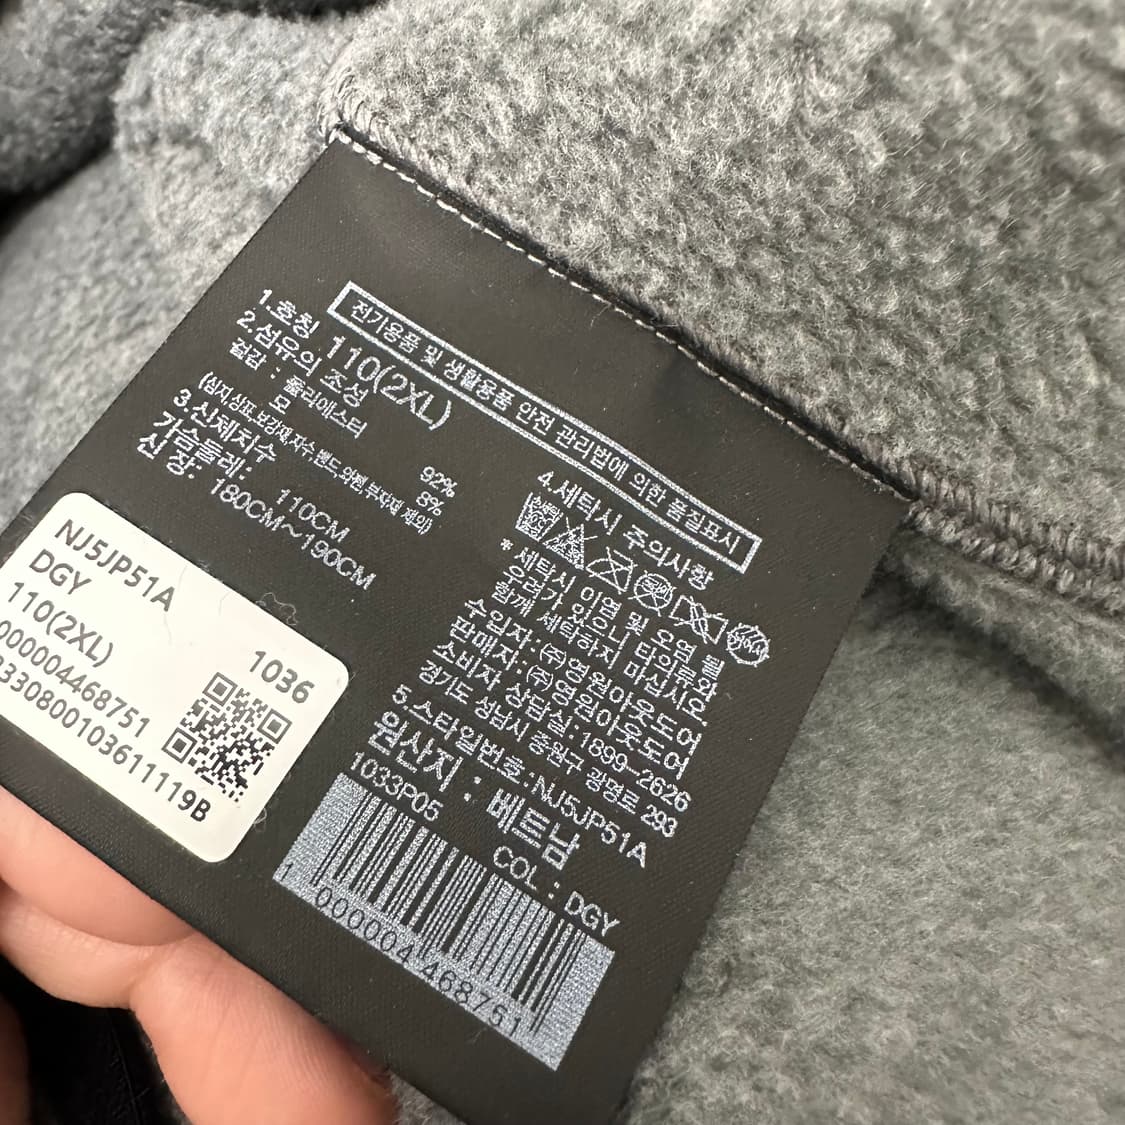 전기용품 및 생활용품 안전 관리법에 의한 품질표시
1.호칭 110(2XL)
2.섬유의 조성
겉감 : 폴리에스터 92%
모 8%
(심지,상표,보강재,자수,밴드,와펜,부자재 제외)
3.신체치수
가슴둘레: 110CM
신 장: 180CM~190CM
4.세탁시 주의사항
* 세탁시 이염 및 오염 될
우려가 있으니 타의류와
함께 세탁하지 마십시오.
수입자:(주)영원아웃도어
판매자:(주)영원아웃도어
소비자 상담실:1899-2626
경기도 성남시 중원구 광명로 293
5.스타일번호:NJ5JP51A
원산지 : 베트남
1033P05 COL : DGY
1 000004 468751
NJ5JP51A
DGY 1036
110(2XL)
000004468751
33080010361 1119B